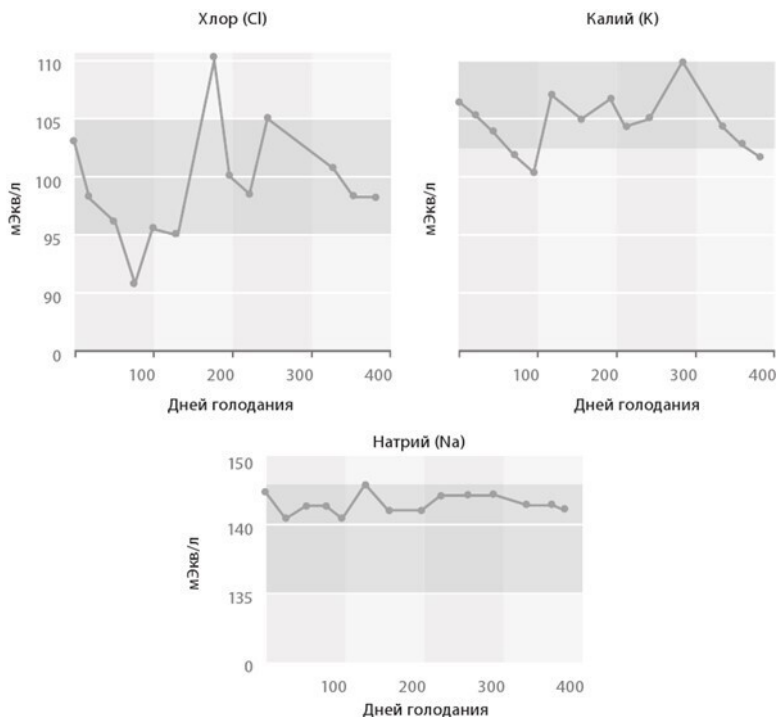 Хлор (Cl)
мЭкв/л
110
105
100
95
90
0
100
200
300
400
Дней голодания
Калий (K)
мЭкв/л
100
200
300
400
Дней голодания
Натрий (Na)
мЭкв/л
150
140
135
0
100
200
300
400
Дней голодания